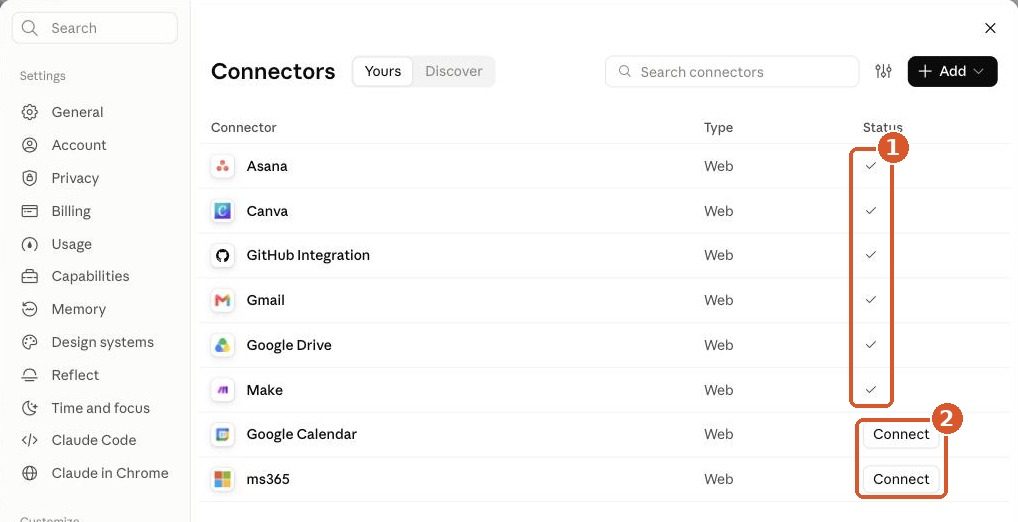 Search
Settings
General
Account
Privacy
Billing
Usage
Capabilities
Memory
Design systems
Reflect
Time and focus
Claude Code
Claude in Chrome
Customize
Connectors
Yours
Discover
Search connectors
Add
Connector Type Status
1
Asana Web
Canva Web
GitHub Integration Web
Gmail Web
Google Drive Web
Make Web
2
Google Calendar Web Connect
ms365 Web Connect